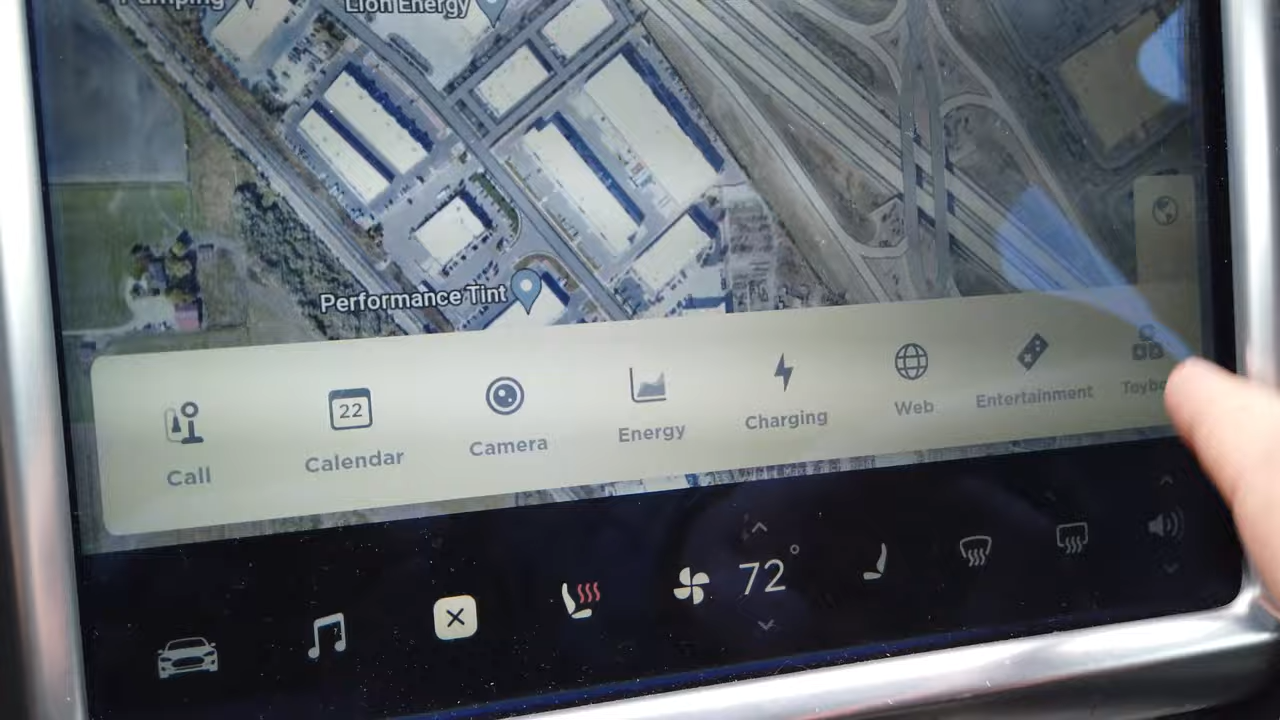 Lion Energy
Performance Tint
22
Call
Calendar
Camera
Energy
Charging
Web
Entertainment
72°